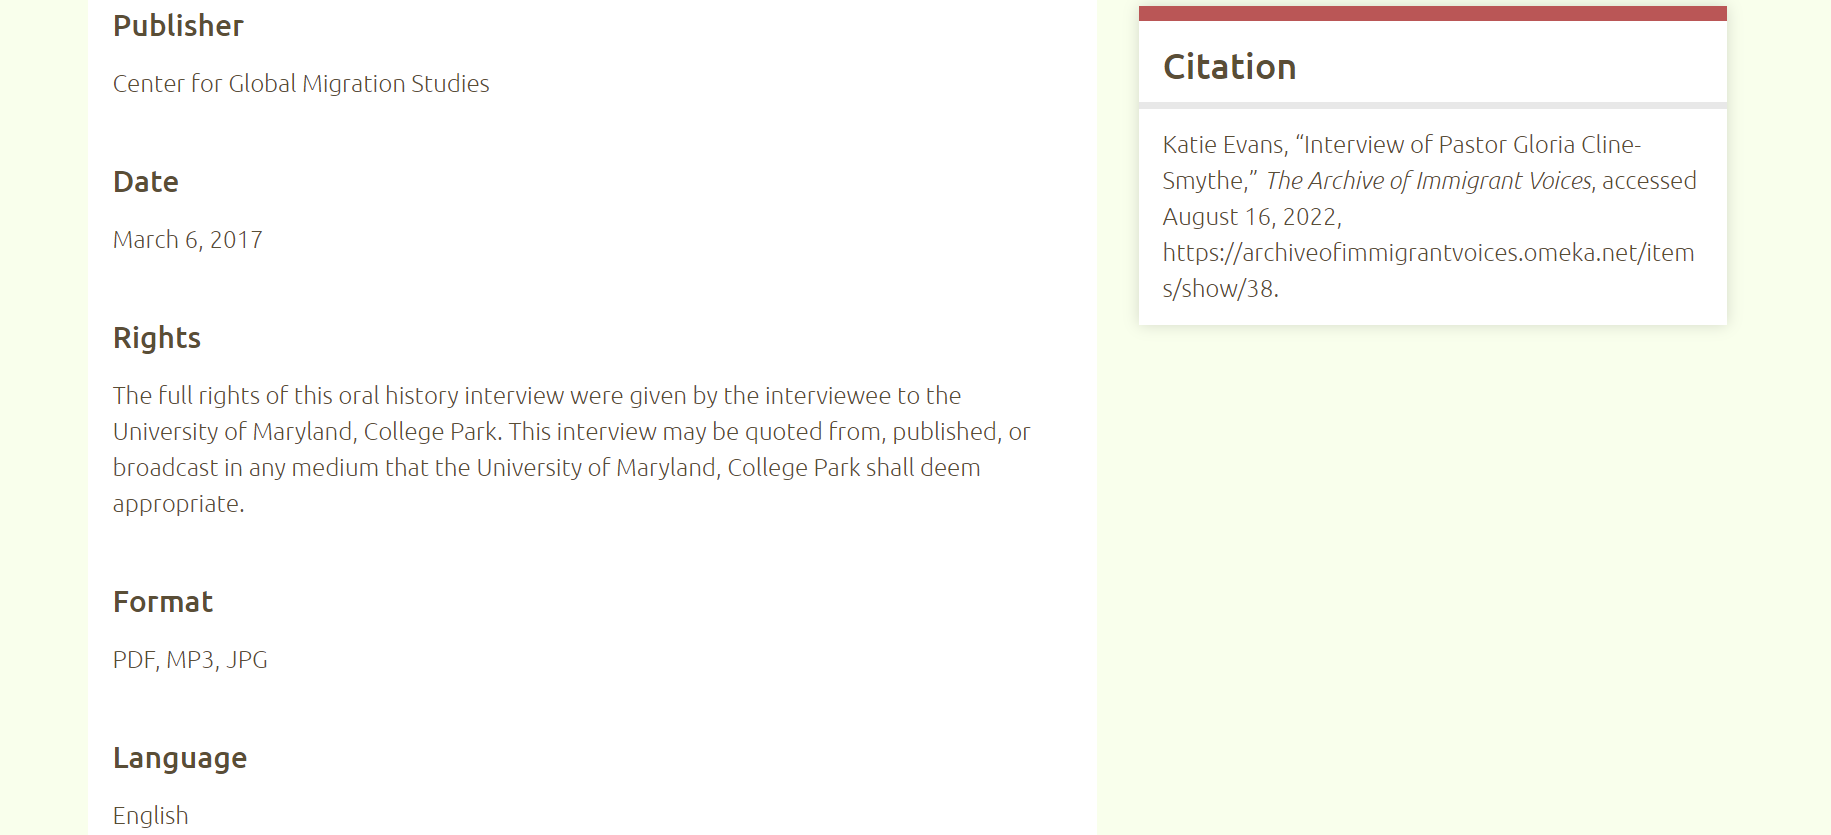 Publisher
Center for Global Migration Studies
Date
March 6, 2017
Rights
The full rights of this oral history interview were given by the interviewee to the
University of Maryland, College Park. This interview may be quoted from, published, or
broadcast in any medium that the University of Maryland, College Park shall deem
appropriate.
Format
PDF, MP3, JPG
Language
English
Citation
Katie Evans, “Interview of Pastor Gloria Cline-
Smythe,” The Archive of Immigrant Voices, accessed
August 16, 2022,
https://archiveofimmigrantvoices.omeka.net/item
s/show/38.